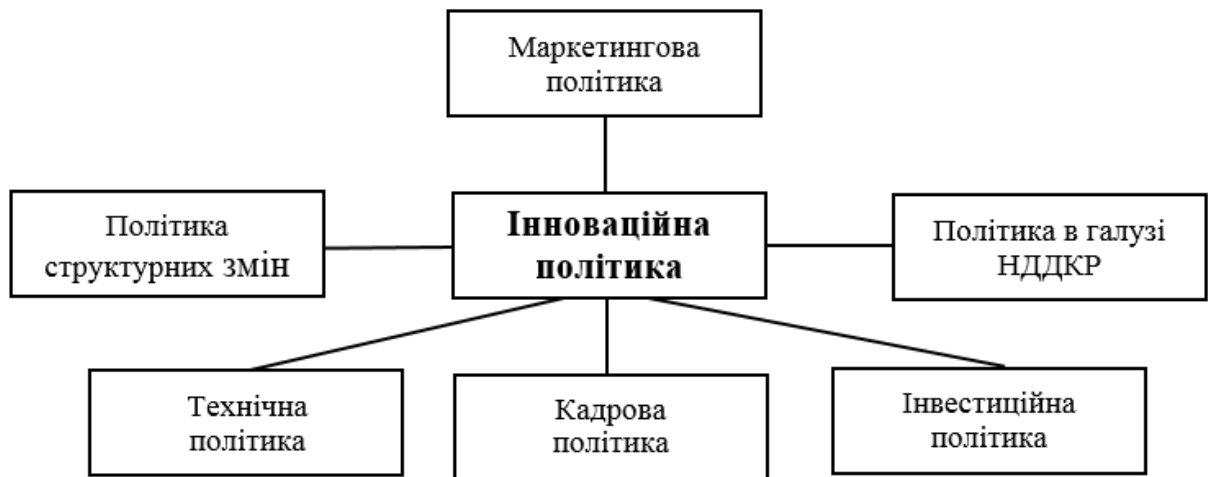 Маркетингова
політика
Політика
структурних змін
Інноваційна
політика
Політика в галузі
НДДКР
Технічна
політика
Кадрова
політика
Інвестиційна
політика